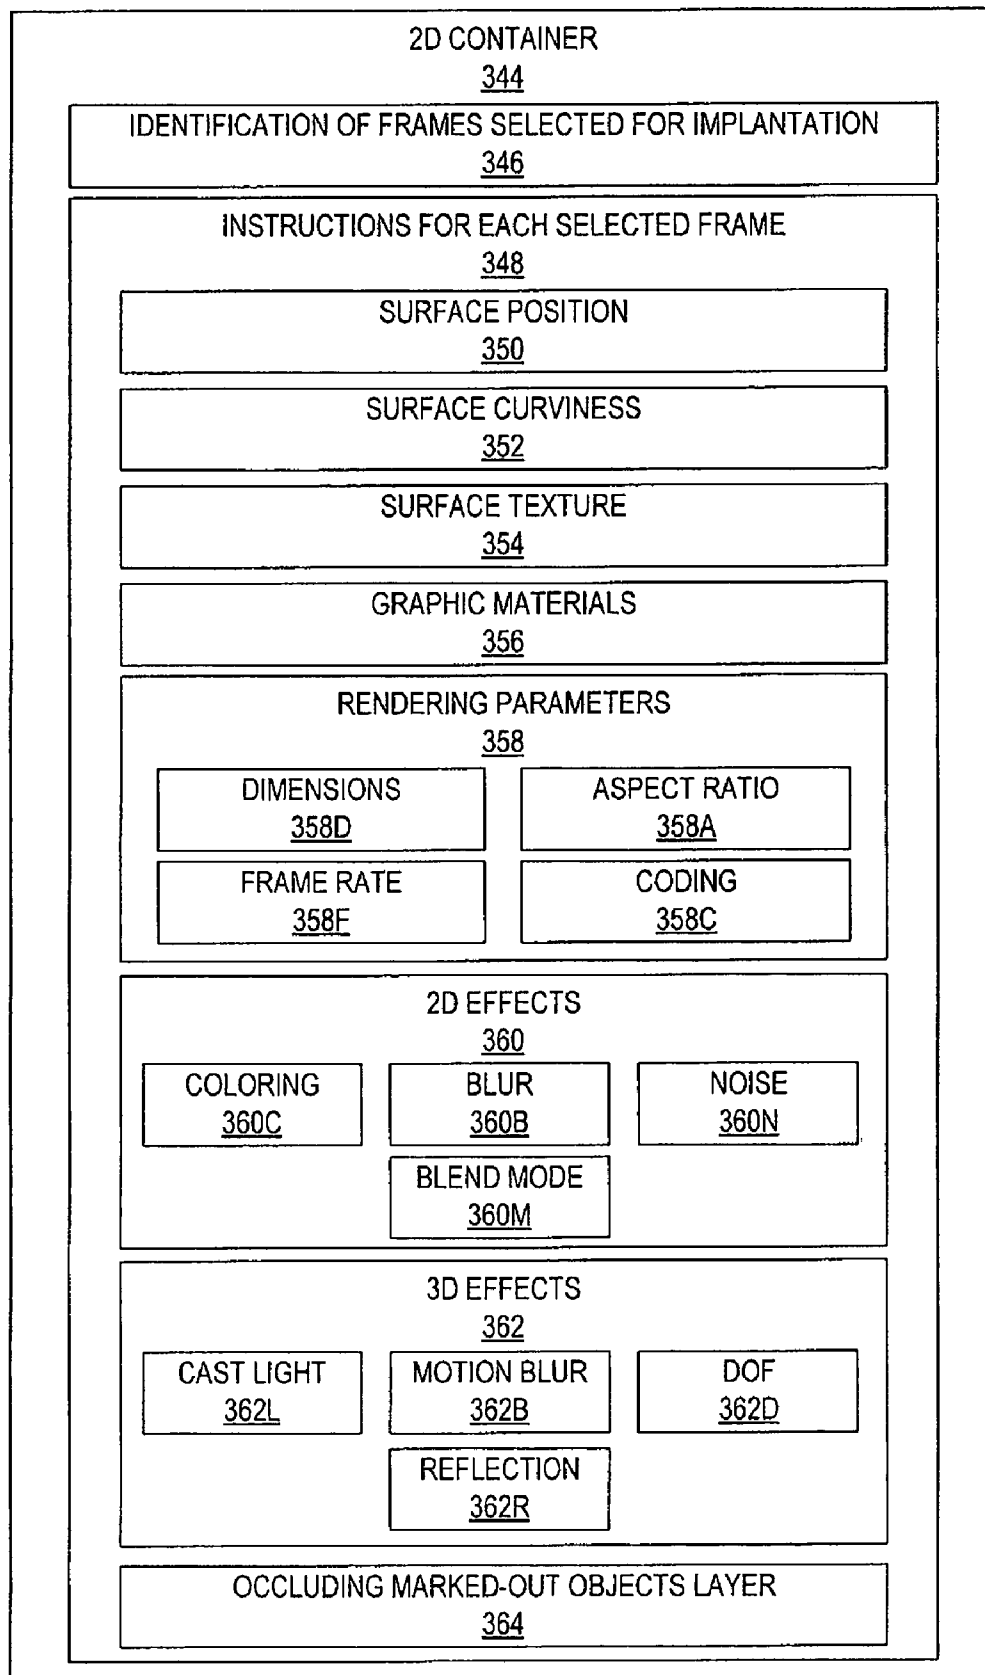 2D CONTAINER
344
IDENTIFICATION OF FRAMES SELECTED FOR IMPLANTATION
346
INSTRUCTIONS FOR EACH SELECTED FRAME
348
SURFACE POSITION
350
SURFACE CURVINESS
352
SURFACE TEXTURE
354
GRAPHIC MATERIALS
356
RENDERING PARAMETERS
358
DIMENSIONS
358D
ASPECT RATIO
358A
FRAME RATE
358F
CODING
358C
2D EFFECTS
360
COLORING
360C
BLUR
360B
NOISE
360N
BLEND MODE
360M
3D EFFECTS
362
CAST LIGHT
362L
MOTION BLUR
362B
DOF
362D
REFLECTION
362R
OCCLUDING MARKED-OUT OBJECTS LAYER
364